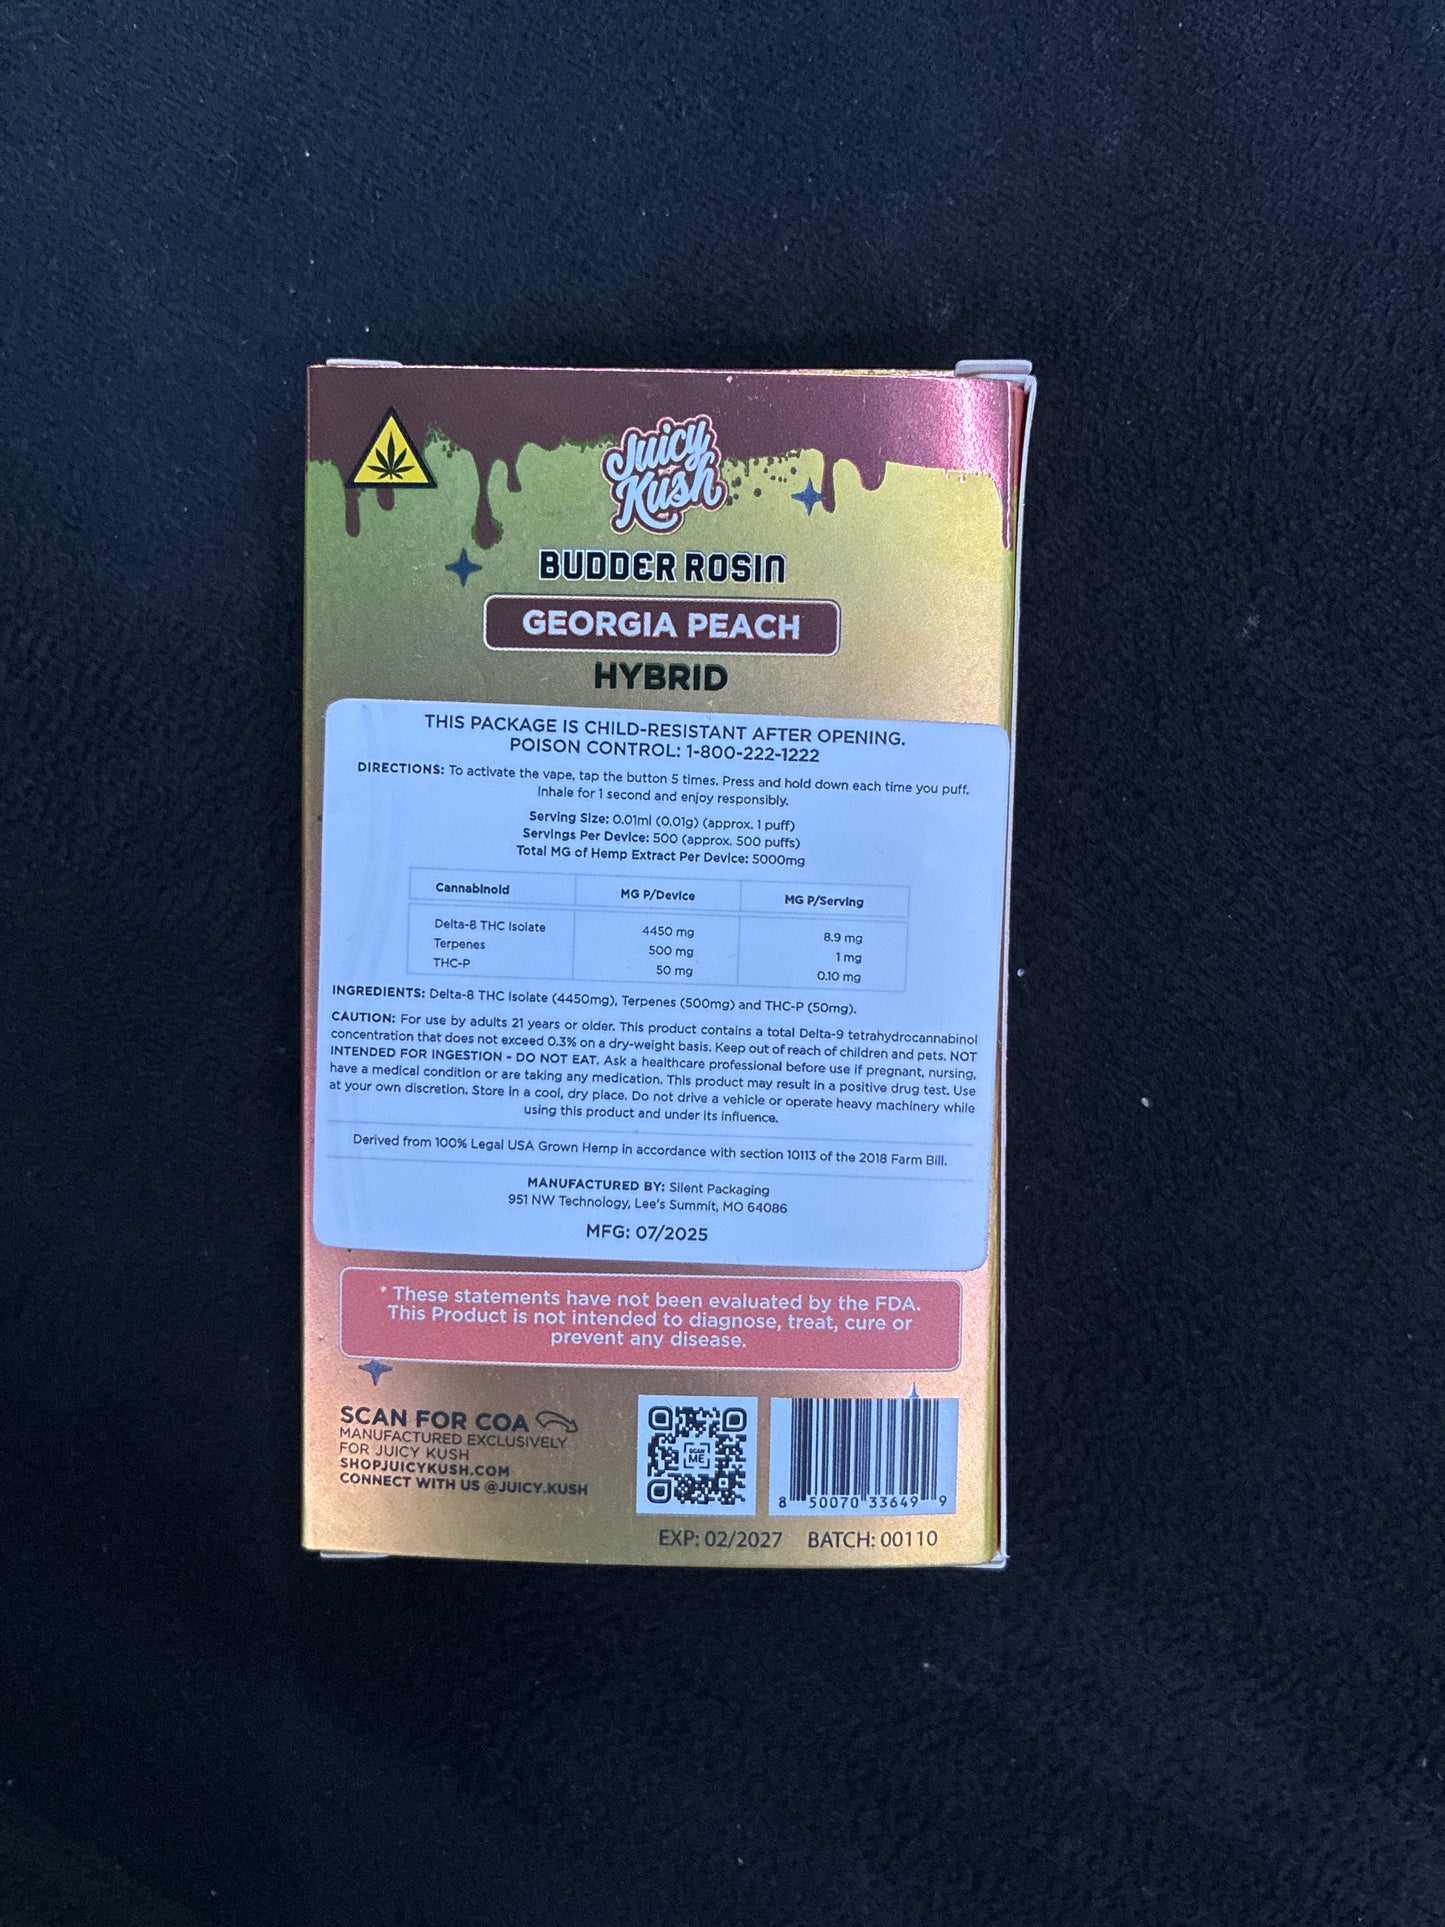 Juicy
Kush
BUDDER ROSIN
GEORGIA PEACH
HYBRID
THIS PACKAGE IS CHILD-RESISTANT AFTER OPENING.
POISON CONTROL: 1-800-222-1222
DIRECTIONS: To activate the vape, tap the button 5 times. Press and hold down each time you puff.
Inhale for 1 second and enjoy responsibly.
Serving Size: 0.01ml (0.01g) (approx. 1 puff)
Servings Per Device: 500 (approx. 500 puffs)
Total MG of Hemp Extract Per Device: 5000mg
Cannabinoid MG P/Device MG P/Serving
Delta-8 THC Isolate 4450 mg 8.9 mg
Terpenes 500 mg 1 mg
THC-P 50 mg 0.10 mg
INGREDIENTS: Delta-8 THC Isolate (4450mg), Terpenes (500mg) and THC-P (50mg).
CAUTION: For use by adults 21 years or older. This product contains a total Delta-9 tetrahydrocannabinol
concentration that does not exceed 0.3% on a dry-weight basis. Keep out of reach of children and pets. NOT
INTENDED FOR INGESTION - DO NOT EAT. Ask a healthcare professional before use if pregnant, nursing,
have a medical condition or are taking any medication. This product may result in a positive drug test. Use
at your own discretion. Store in a cool, dry place. Do not drive a vehicle or operate heavy machinery while
using this product and under its influence.
Derived from 100% Legal USA Grown Hemp in accordance with section 10113 of the 2018 Farm Bill.
MANUFACTURED BY: Silent Packaging
951 NW Technology, Lee's Summit, MO 64086
MFG: 07/2025
* These statements have not been evaluated by the FDA.
This Product is not intended to diagnose, treat, cure or
prevent any disease.
SCAN FOR COA
MANUFACTURED EXCLUSIVELY
FOR JUICY KUSH
SHOPJUICYKUSH.COM
CONNECT WITH US @JUICY.KUSH
SCAN
ME
8 50070 33649 9
EXP: 02/2027 BATCH: 00110